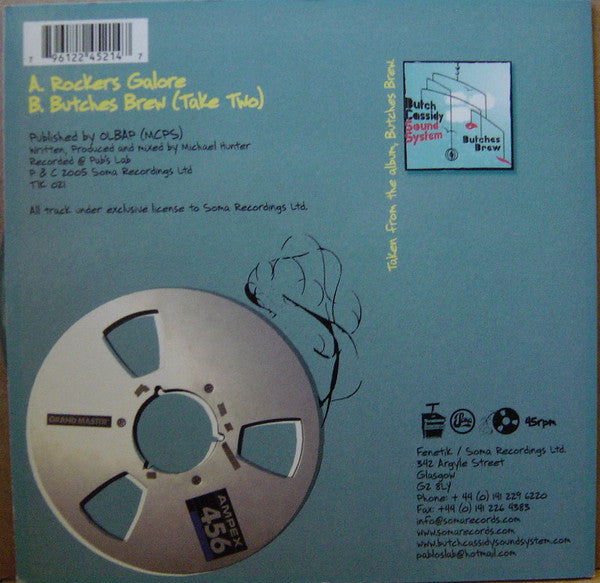 7 96122 45214 7
A. Rockers Galore
B. Butches Brew (Take Two)
Published by OLBAP (MCPS)
Written, Produced and mixed by Michael Hunter
Recorded @ Pub's Lab
P & C 2005 Soma Recordings Ltd
TIK 021
All track under exclusive license to Soma Recordings Ltd.
Taken from the album, Butches Brew
Butch
Cassidy
Sound
System
Butches
Brew
GRAND MASTER
AMPEX
456
45rpm
Fenetik / Soma Recordings Ltd.
342 Argyle Street
Glasgow
G2 8LY
Phone: + 44 (0) 141 229 6220
Fax: +44 (0) 141 226 4383
info@somarecords.com
www.somarecords.com
www.butchcassidysoundsystem.com
pabloslab@hotmail.com